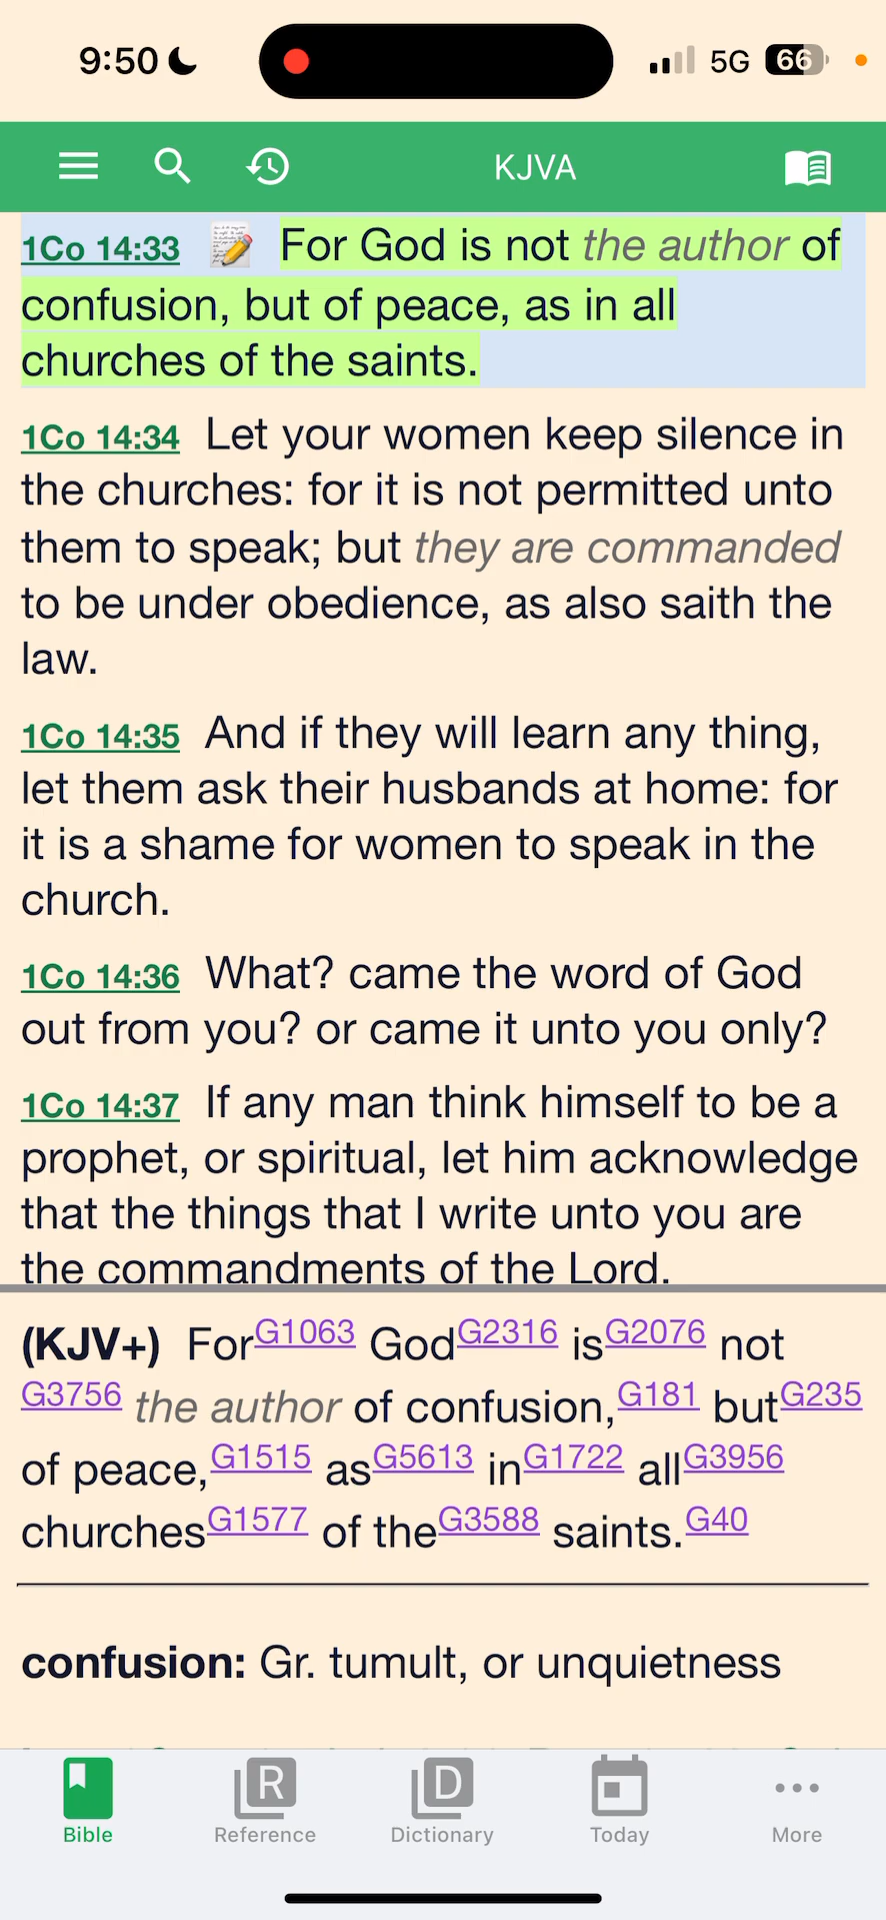 9:50
5G
66
KJVA
1Co 14:33 For God is not the author of
confusion, but of peace, as in all
churches of the saints.
1Co 14:34 Let your women keep silence in
the churches: for it is not permitted unto
them to speak; but they are commanded
to be under obedience, as also saith the
law.
1Co 14:35 And if they will learn any thing,
let them ask their husbands at home: for
it is a shame for women to speak in the
church.
1Co 14:36 What? came the word of God
out from you? or came it unto you only?
1Co 14:37 If any man think himself to be a
prophet, or spiritual, let him acknowledge
that the things that I write unto you are
the commandments of the Lord.
(KJV+) ForG1063 GodG2316 isG2076 not
G3756 the author of confusion,G181 butG235
of peace,G1515 asG5613 inG1722 allG3956
churchesG1577 of theG3588 saints.G40
confusion: Gr. tumult, or unquietness
R
D
Bible
Reference
Dictionary
Today
More